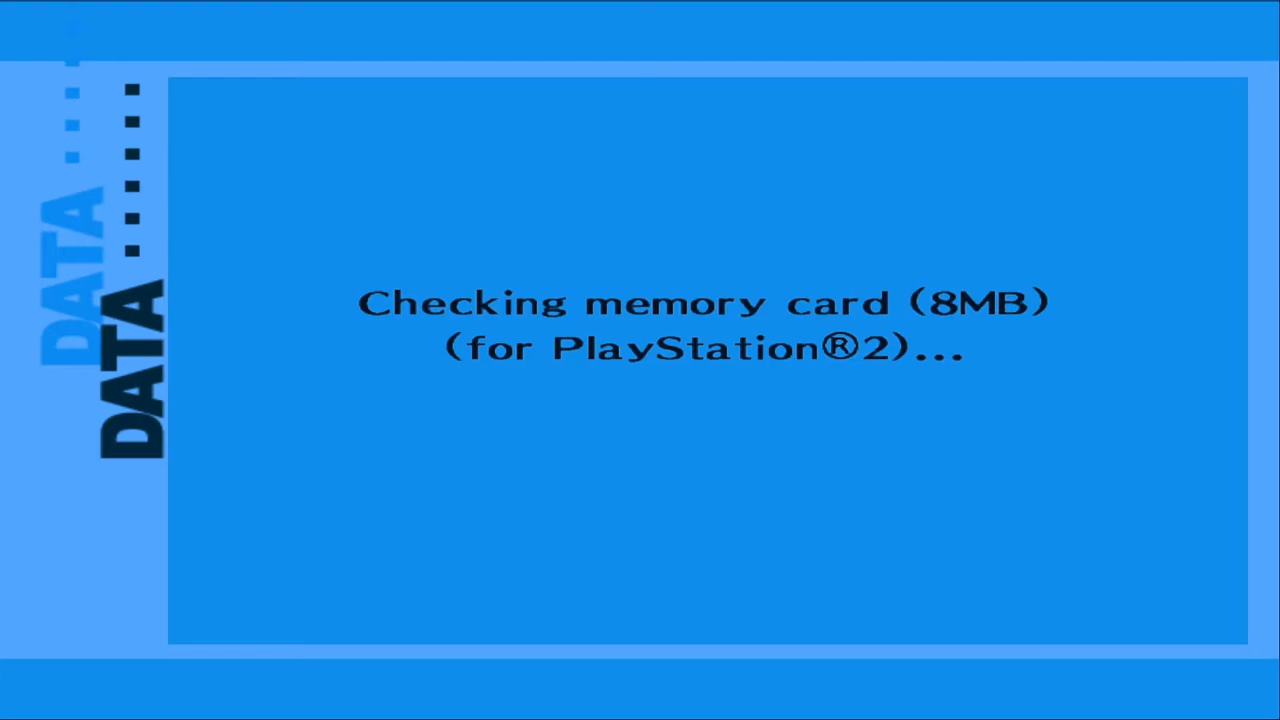 DATA ......
DATA ....
Checking memory card (8MB)
(for PlayStation®2)...